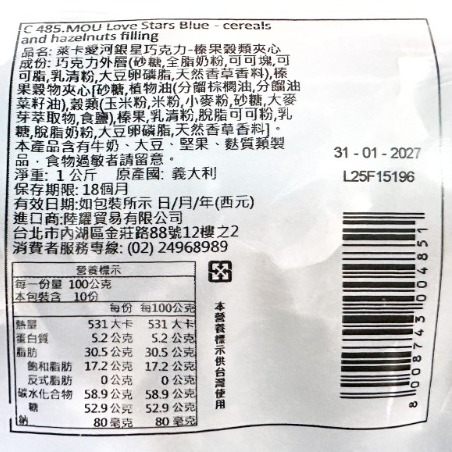 C 485.MOU Love Stars Blue - cereals
and hazelnuts filling
品名: 萊卡愛河銀星巧克力-榛果穀類夾心
成份: 巧克力外層(砂糖,全脂奶粉,可可塊,可
可脂,乳清粉,大豆卵磷脂,天然香草香料),榛
果穀物夾心[砂糖,植物油(分餾棕櫚油,分餾油
菜籽油),穀類(玉米粉,米粉,小麥粉,砂糖,大麥
芽萃取物,食鹽),榛果,乳清粉,脫脂可可粉,乳
糖,脫脂奶粉,大豆卵磷脂,天然香草香料]。
本產品含有牛奶、大豆、堅果、麩質類製
品，食物過敏者請留意。
淨重: 1 公斤 原產國: 義大利
保存期限: 18個月
有效日期:如包裝所示 日/月/年(西元)
進口商:陸羅貿易有限公司
台北市內湖區金莊路88號12樓之2
消費者服務專線: (02) 24968989
營養標示
每一份量 100公克
本包裝含 10份
每份 每100公克
熱量 531 大卡 531 大卡
蛋白質 5.2 公克 5.2 公克
脂肪 30.5 公克 30.5 公克
飽和脂肪 17.2 公克 17.2 公克
反式脂肪 0 公克 0 公克
碳水化合物 58.9 公克 58.9 公克
糖 52.9 公克 52.9 公克
鈉 80 毫克 80 毫克
本營養標示供台灣使用
31 - 01 - 2027
L25F15196
8 008743 004851